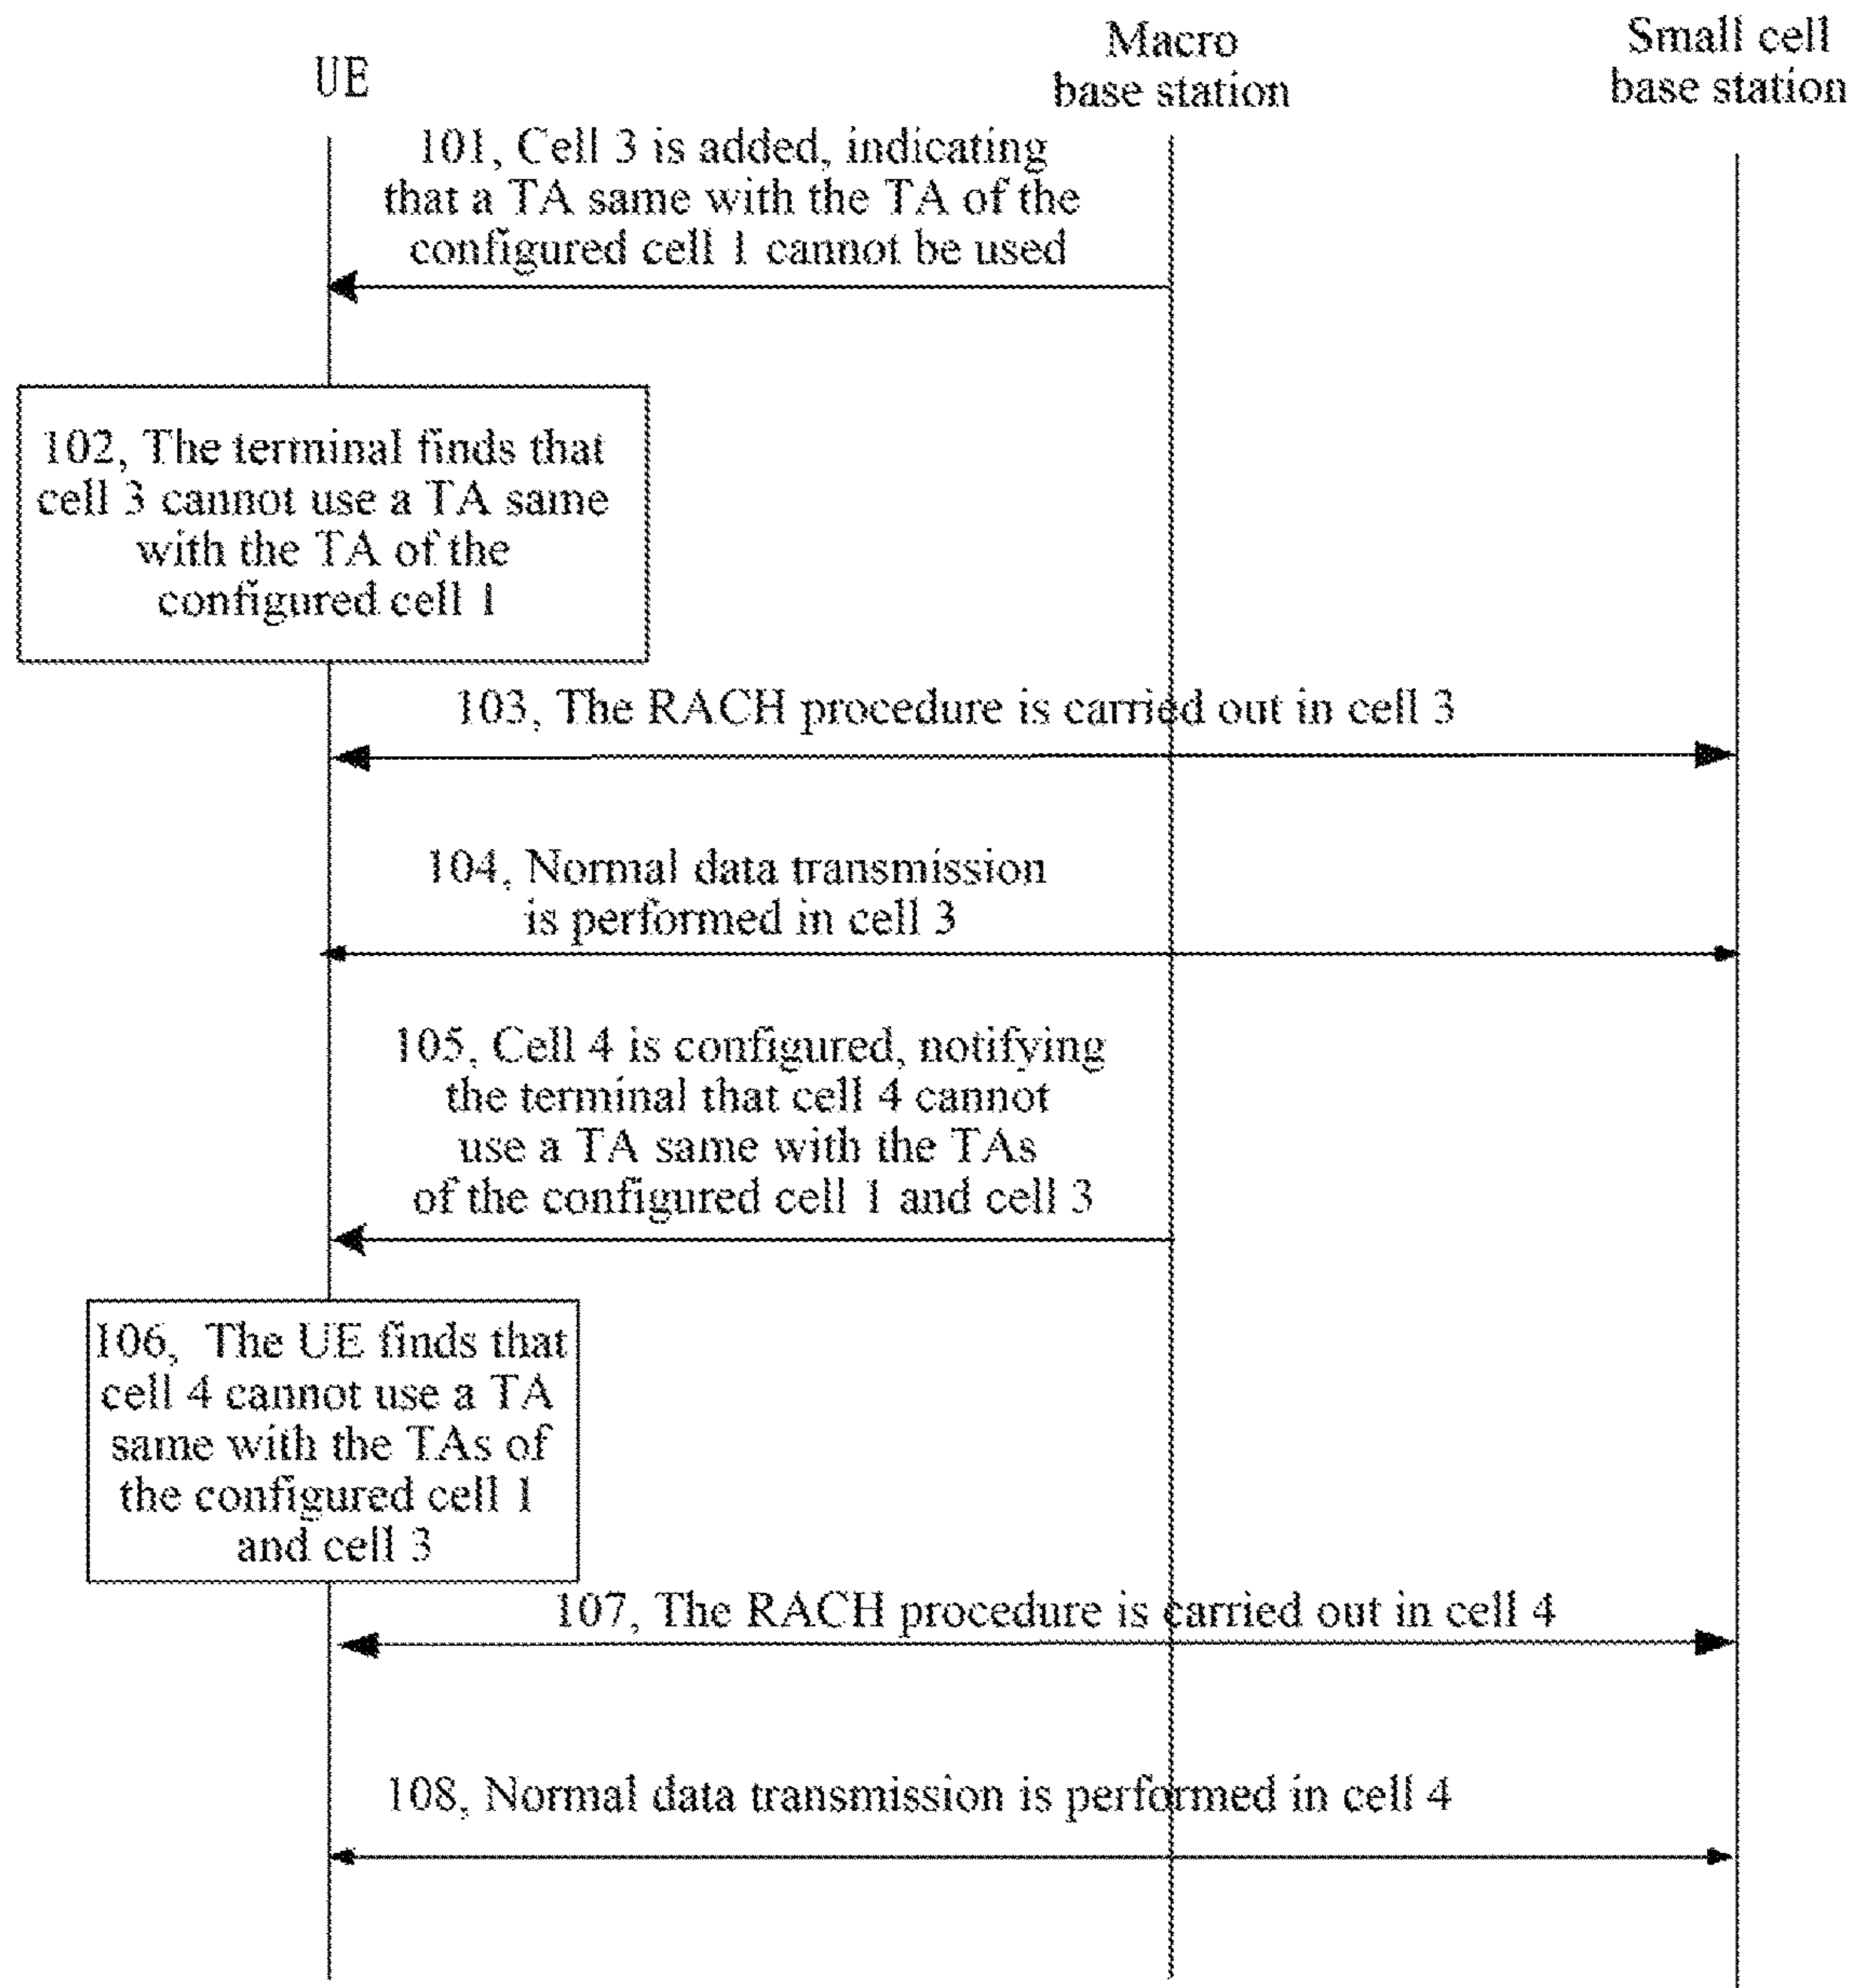 UE
Macro
base station
Small cell
base station
101, Cell 3 is added, indicating
that a TA same with the TA of the
configured cell 1 cannot be used
102, The terminal finds that
cell 3 cannot use a TA same
with the TA of the
configured cell 1
103, The RACH procedure is carried out in cell 3
104, Normal data transmission
is performed in cell 3
105, Cell 4 is configured, notifying
the terminal that cell 4 cannot
use a TA same with the TAs
of the configured cell 1 and cell 3
106, The UE finds that
cell 4 cannot use a TA
same with the TAs of
the configured cell 1
and cell 3
107, The RACH procedure is carried out in cell 4
108, Normal data transmission is performed in cell 4